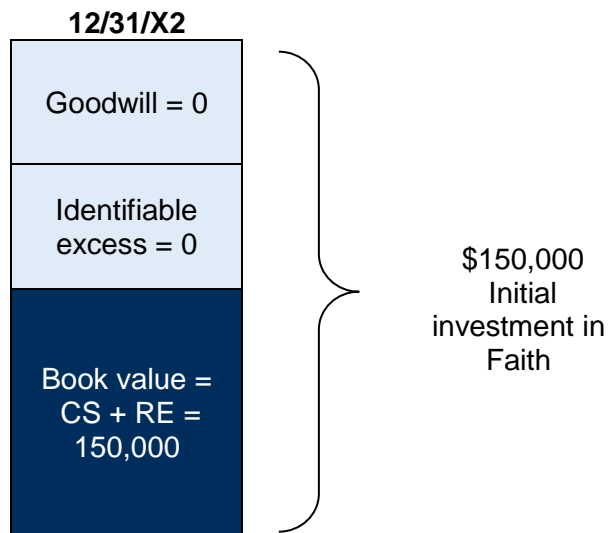 12/31/X2
Goodwill = 0
Identifiable
excess = 0
Book value =
CS + RE =
150,000
$150,000
Initial
investment in
Faith